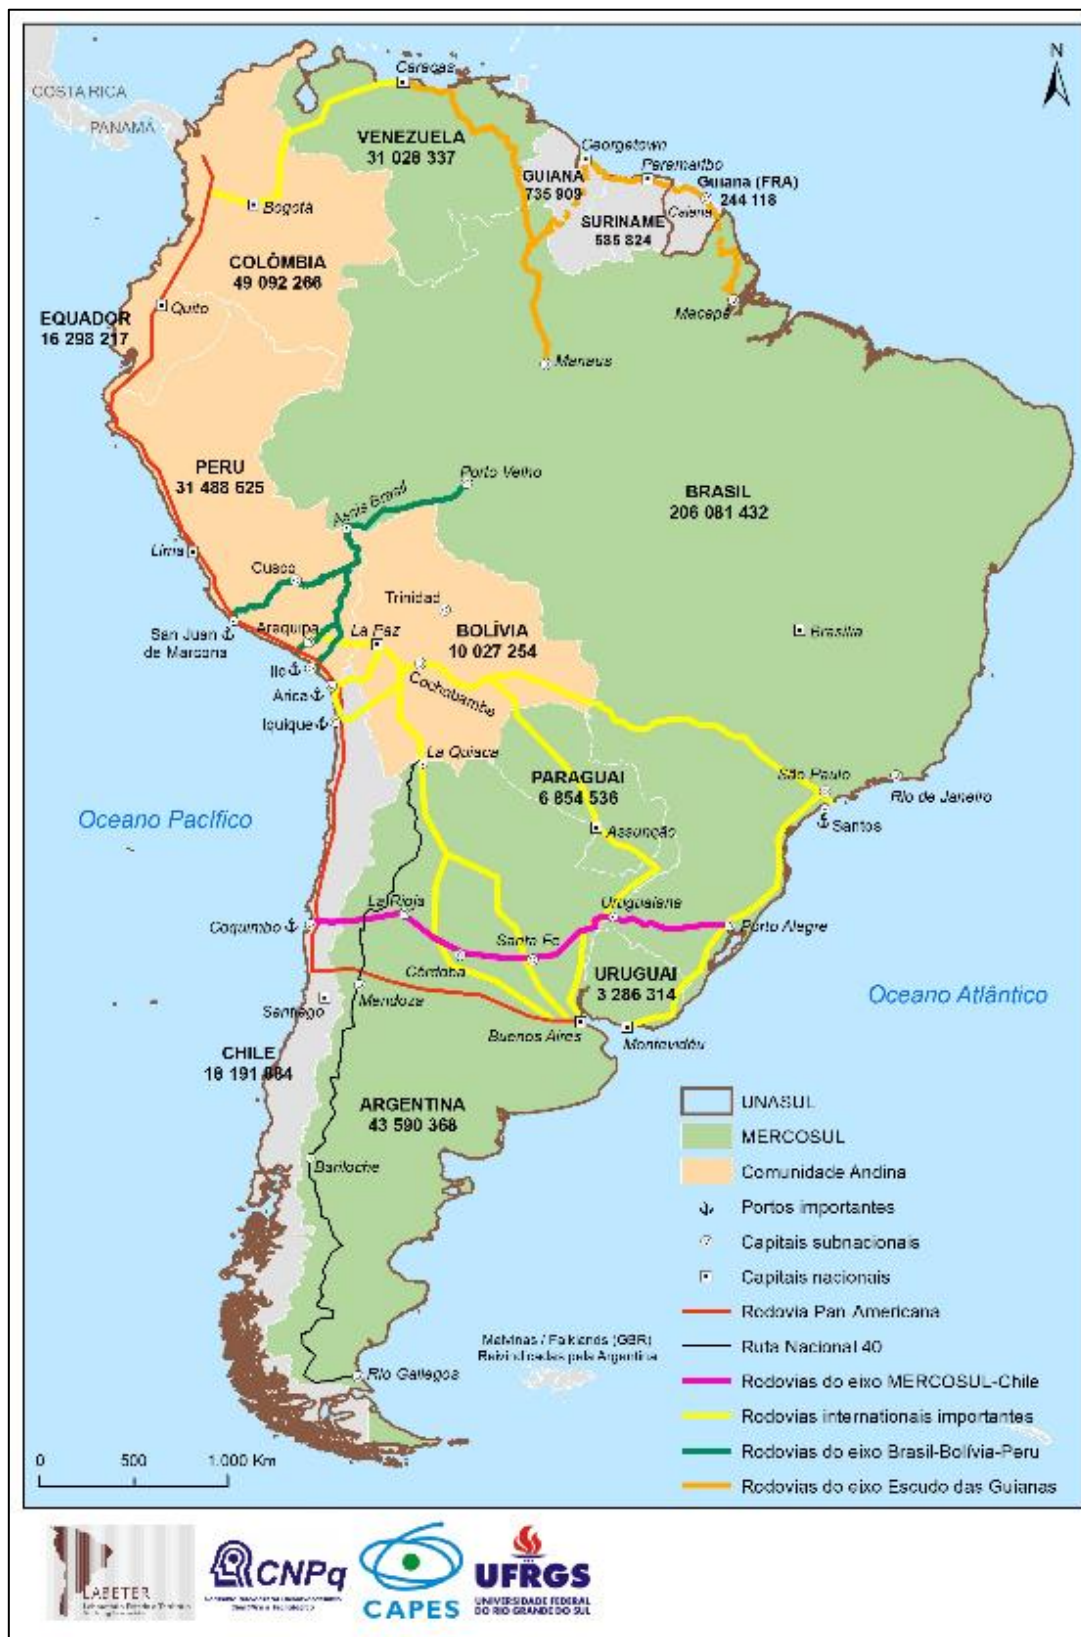 N
COSTA RICA
PANAMÁ
Caracas
VENEZUELA
31 028 337
Georgetown
Paramaribo
GUIANA
735 909
Guiana (FRA)
244 118
SURINAME
Caiena
Bogotá
COLÔMBIA
49 092 266
EQUADOR
16 298 217
Quito
Macapá
Manaus
PERU
31 488 625
Porto Velho
Assis Brasil
BRASIL
206 081 432
Lima
Cusco
Trinidad
San Juan
de Marcona
Araquipa
La Paz
BOLÍVIA
10 027 254
Brasília
Arica
Cochabamba
Iquique
La Quiaca
PARAGUAI
6 854 536
São Paulo
Rio de Janeiro
Santos
Oceano Pacífico
Assunção
La Rioja
Uruguaiana
Coquimbo
Santa Fe
Porto Alegre
Córdoba
URUGUAI
3 286 314
Oceano Atlântico
Mendoza
Santiago
Buenos Aires
Montevidéu
CHILE
18 191 884
ARGENTINA
43 590 368
Bariloche
Rio Gallegos
Malvinas / Falklands (GBR)
Reivindicadas pela Argentina
UNASUL
MERCOSUL
Comunidade Andina
Portos importantes
Capitais subnacionais
Capitais nacionais
Rodovia Pan-Americana
Ruta Nacional 40
Rodovias do eixo MERCOSUL-Chile
Rodovias internationais importantes
Rodovias do eixo Brasil-Bolívia-Peru
Rodovias do eixo Escudo das Guianas
0 500 1.000 Km
LABETER
CNPq
CAPES
UFRGS
UNIVERSIDADE FEDERAL
DO RIO GRANDE DO SUL